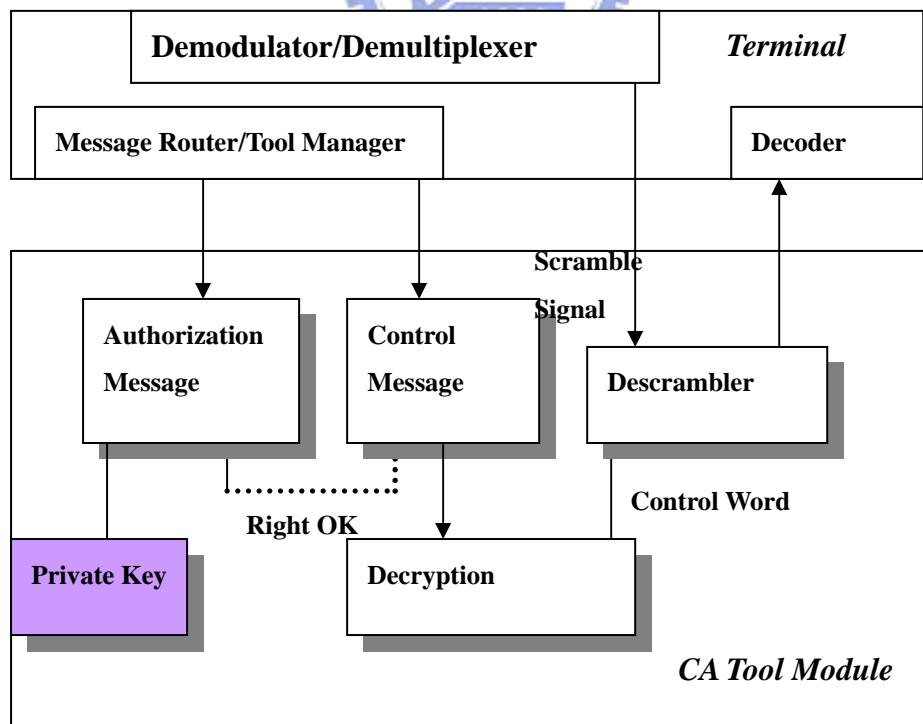 Demodulator/Demultiplexer
Terminal
Message Router/Tool Manager
Decoder
Scramble
Signal
Authorization
Message
Control
Message
Descrambler
Control Word
Right OK
Private Key
Decryption
CA Tool Module